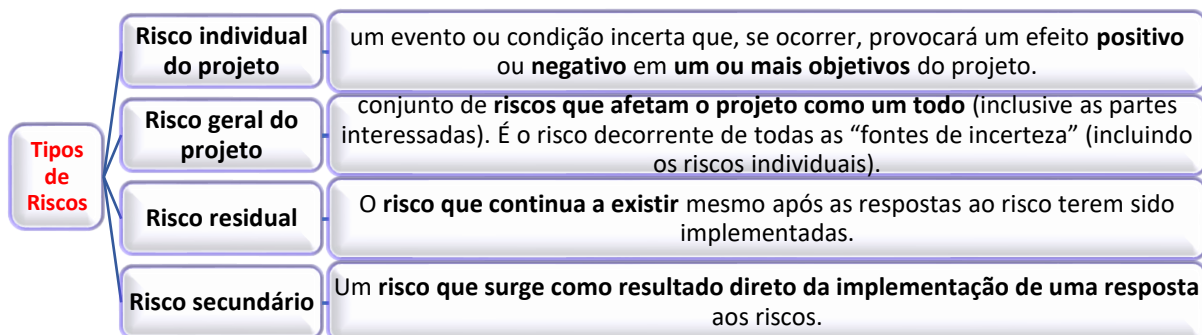 Tipos
de
Riscos
Risco individual
do projeto
um evento ou condição incerta que, se ocorrer, provocará um efeito positivo
ou negativo em um ou mais objetivos do projeto.
Risco geral do
projeto
conjunto de riscos que afetam o projeto como um todo (inclusive as partes
interessadas). É o risco decorrente de todas as “fontes de incerteza” (incluindo
os riscos individuais).
Risco residual
O risco que continua a existir mesmo após as respostas ao risco terem sido
implementadas.
Risco secundário
Um risco que surge como resultado direto da implementação de uma resposta
aos riscos.